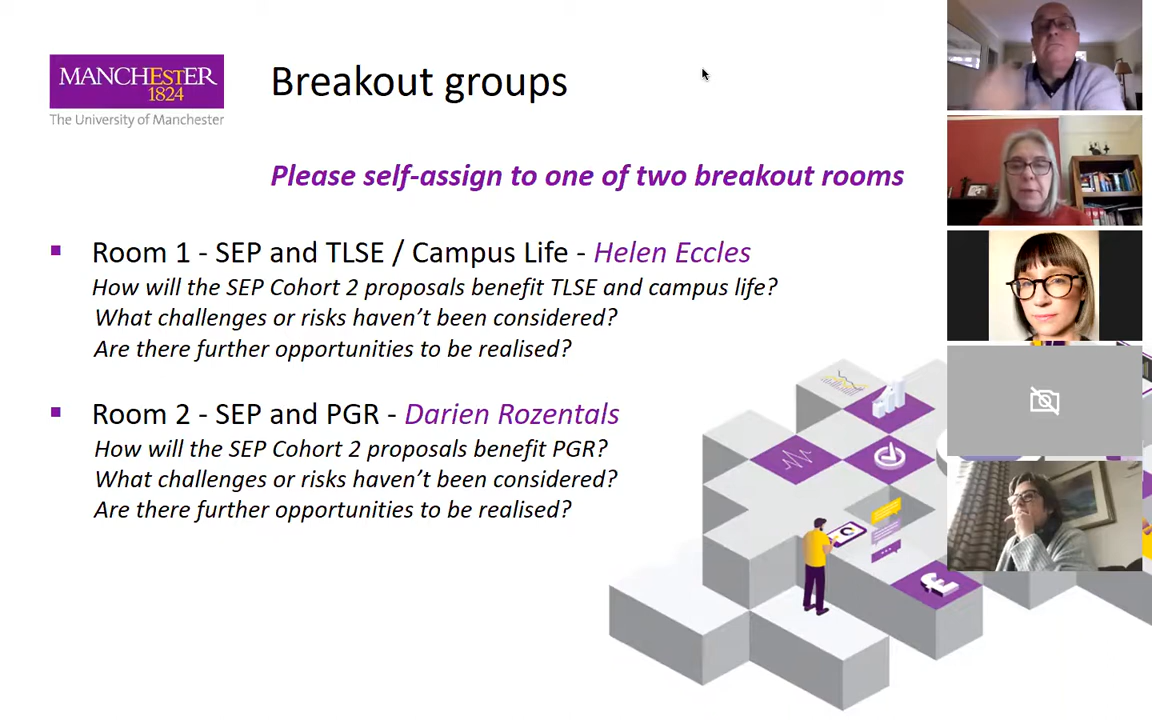 MANCHESTER
1824
The University of Manchester
Breakout groups
Please self-assign to one of two breakout rooms
Room 1 - SEP and TLSE / Campus Life - Helen Eccles
How will the SEP Cohort 2 proposals benefit TLSE and campus life?
What challenges or risks haven’t been considered?
Are there further opportunities to be realised?
Room 2 - SEP and PGR - Darien Rozentals
How will the SEP Cohort 2 proposals benefit PGR?
What challenges or risks haven’t been considered?
Are there further opportunities to be realised?
£